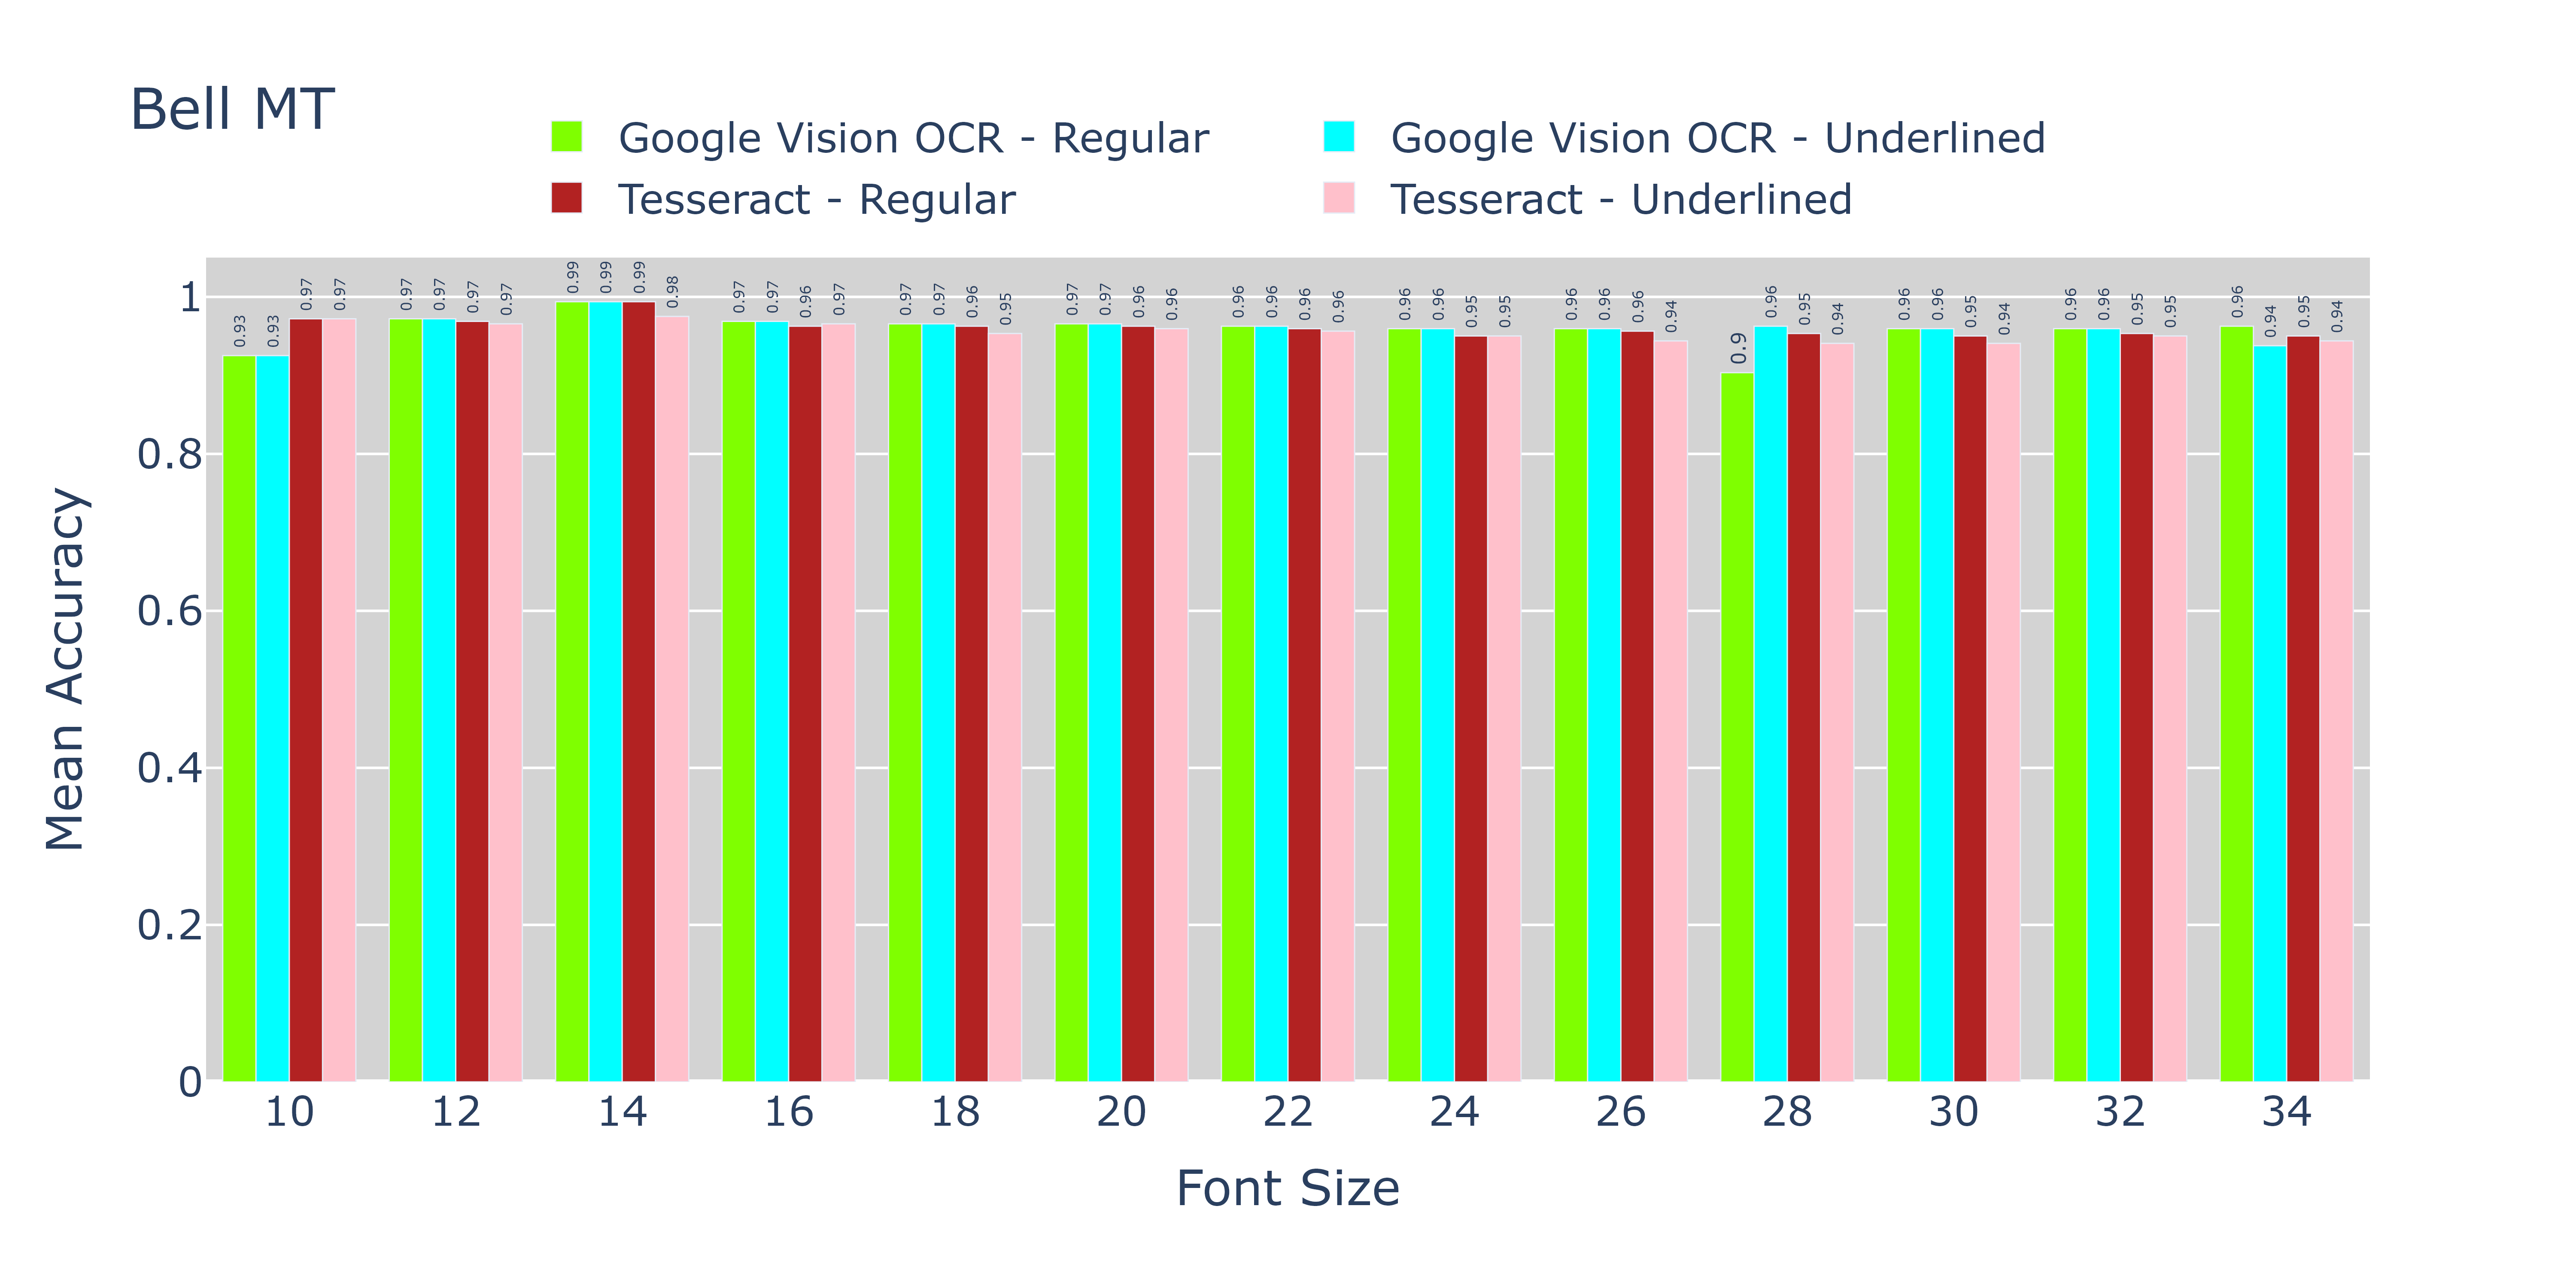 Bell MT
Google Vision OCR - Regular
Google Vision OCR - Underlined
Tesseract - Regular
Tesseract - Underlined
Mean Accuracy
1
0.8
0.6
0.4
0.2
0
0.93 0.93 0.97 0.97
0.97 0.97 0.97 0.97
0.99 0.99 0.99 0.98
0.97 0.97 0.96 0.97
0.97 0.97 0.96 0.95
0.97 0.97 0.96 0.96
0.96 0.96 0.96 0.96
0.96 0.96 0.95 0.95
0.96 0.96 0.96 0.94
0.9 0.96 0.95 0.94
0.96 0.96 0.95 0.94
0.96 0.96 0.95 0.95
0.96 0.94 0.95 0.94
10 12 14 16 18 20 22 24 26 28 30 32 34
Font Size